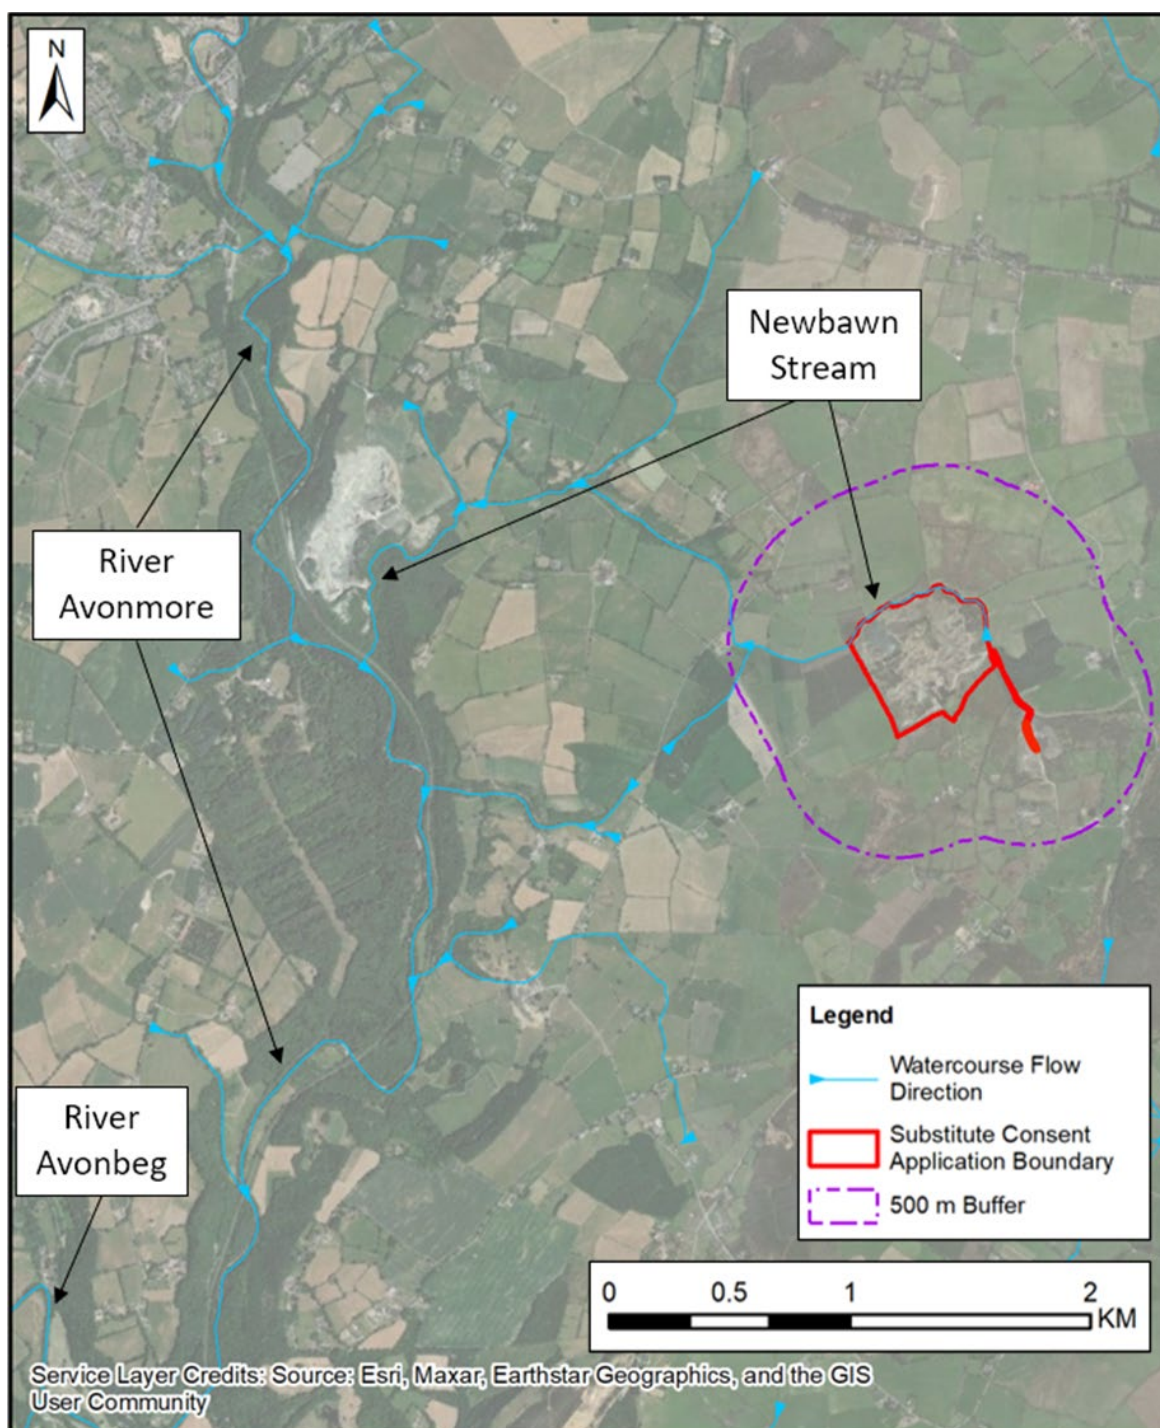 N
Newbawn
Stream
River
Avonmore
River
Avonbeg
Legend
Watercourse Flow
Direction
Substitute Consent
Application Boundary
500 m Buffer
0 0.5 1 2
KM
Service Layer Credits: Source: Esri, Maxar, Earthstar Geographics, and the GIS
User Community